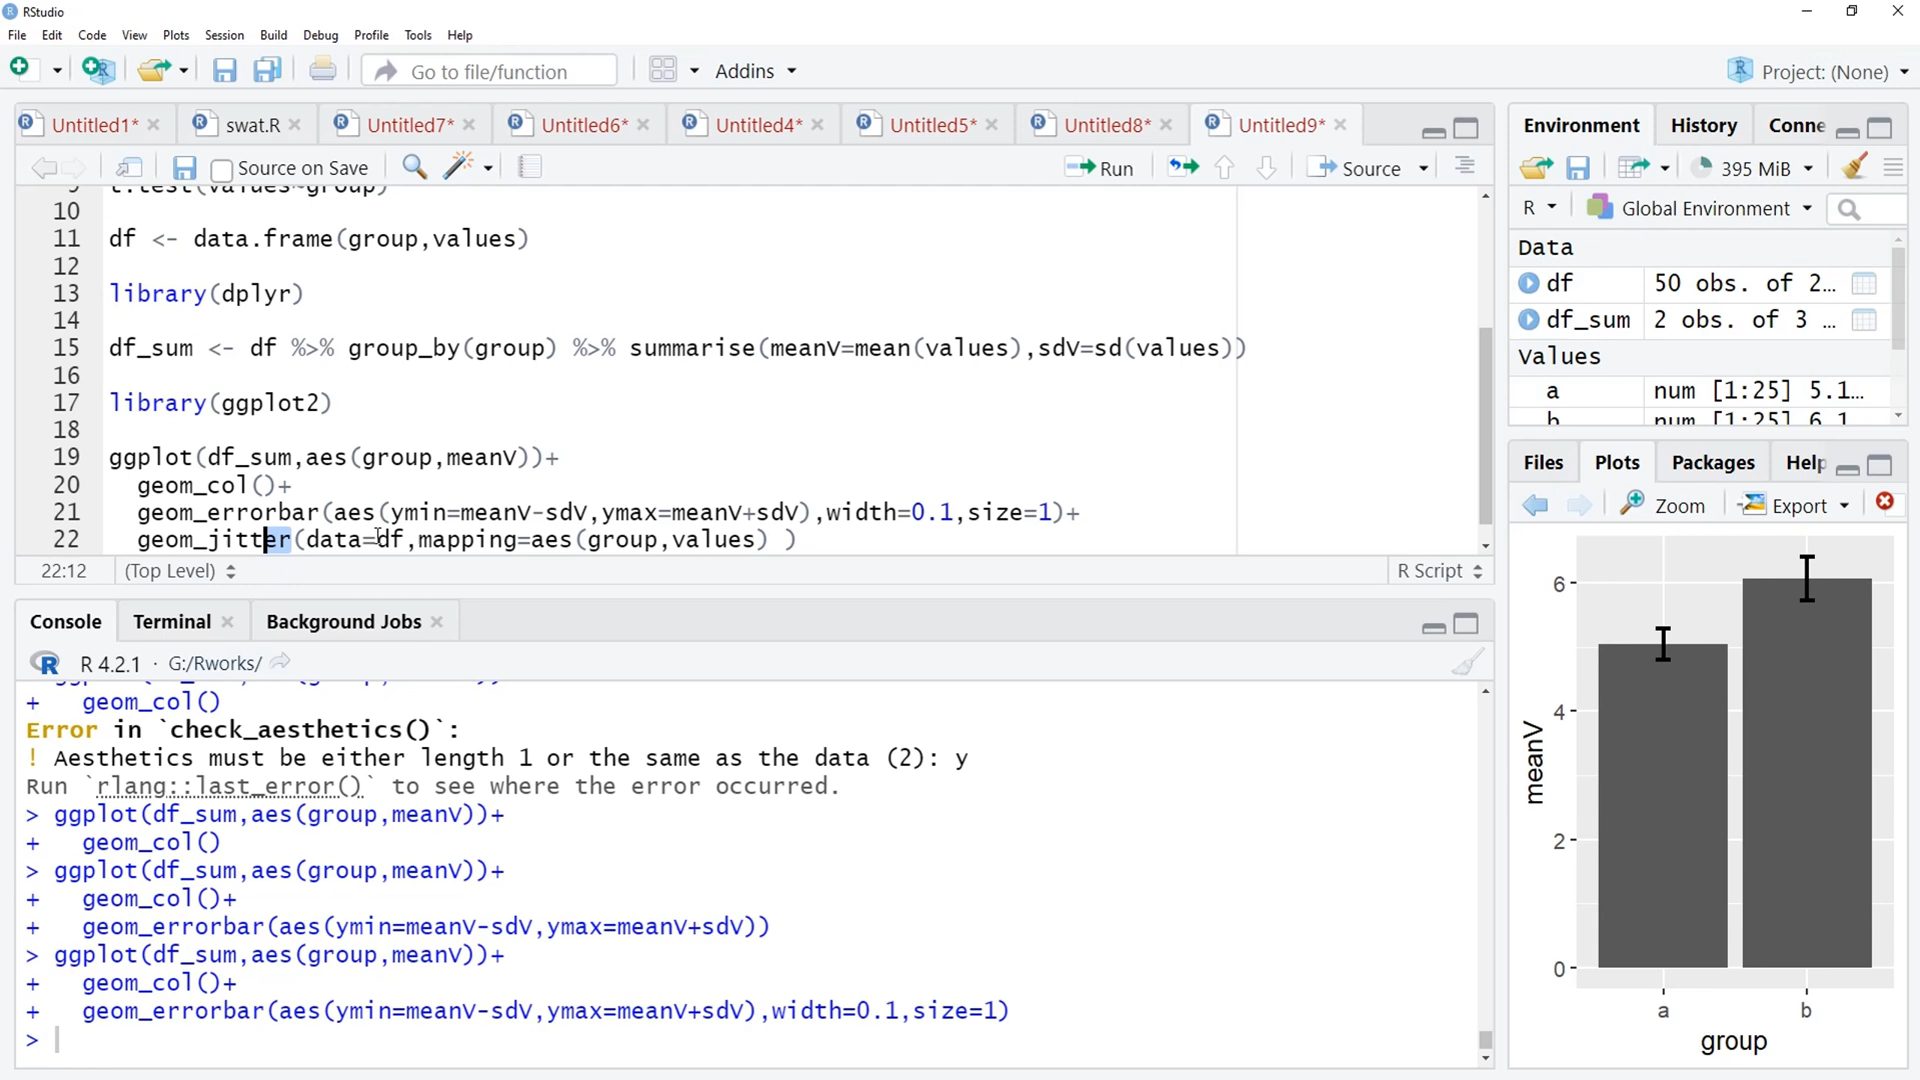 RStudio
File Edit Code View Plots Session Build Debug Profile Tools Help
Go to file/function Addins Project: (None)
Untitled1* swat.R Untitled7* Untitled6* Untitled4* Untitled5* Untitled8* Untitled9*
Source on Save Run Source
9 t.test(values~group)
10
11 df <- data.frame(group,values)
12
13 library(dplyr)
14
15 df_sum <- df %>% group_by(group) %>% summarise(meanV=mean(values),sdV=sd(values))
16
17 library(ggplot2)
18
19 ggplot(df_sum,aes(group,meanV))+
20 geom_col()+
21 geom_errorbar(aes(ymin=meanV-sdV,ymax=meanV+sdV),width=0.1,size=1)+
22 geom_jitter(data=df,mapping=aes(group,values) )
22:12 (Top Level) R Script
Console Terminal Background Jobs
R 4.2.1 · G:/Rworks/
+ geom_col()
Error in `check_aesthetics()`:
! Aesthetics must be either length 1 or the same as the data (2): y
Run `rlang::last_error()` to see where the error occurred.
> ggplot(df_sum,aes(group,meanV))+
+ geom_col()
> ggplot(df_sum,aes(group,meanV))+
+ geom_col()+
+ geom_errorbar(aes(ymin=meanV-sdV,ymax=meanV+sdV))
> ggplot(df_sum,aes(group,meanV))+
+ geom_col()+
+ geom_errorbar(aes(ymin=meanV-sdV,ymax=meanV+sdV),width=0.1,size=1)
>
Environment History Conne
395 MiB
R Global Environment
Data
df 50 obs. of 2…
df_sum 2 obs. of 3 …
Values
a num [1:25] 5.1…
b num [1:25] 6.1
Files Plots Packages Help
Zoom Export
6
4
2
0
meanV
a b
group